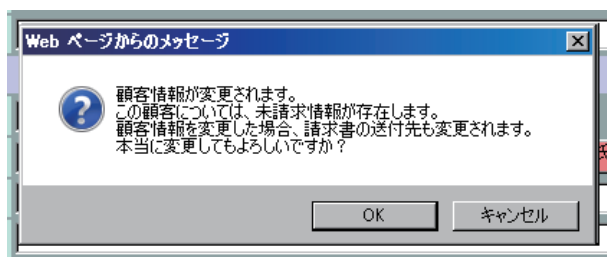 Web ページからのメッセージ
顧客情報が変更されます。
この顧客については、未請求情報が存在します。
顧客情報を変更した場合、請求書の送付先も変更されます。
本当に変更してもよろしいですか？
OK
キャンセル